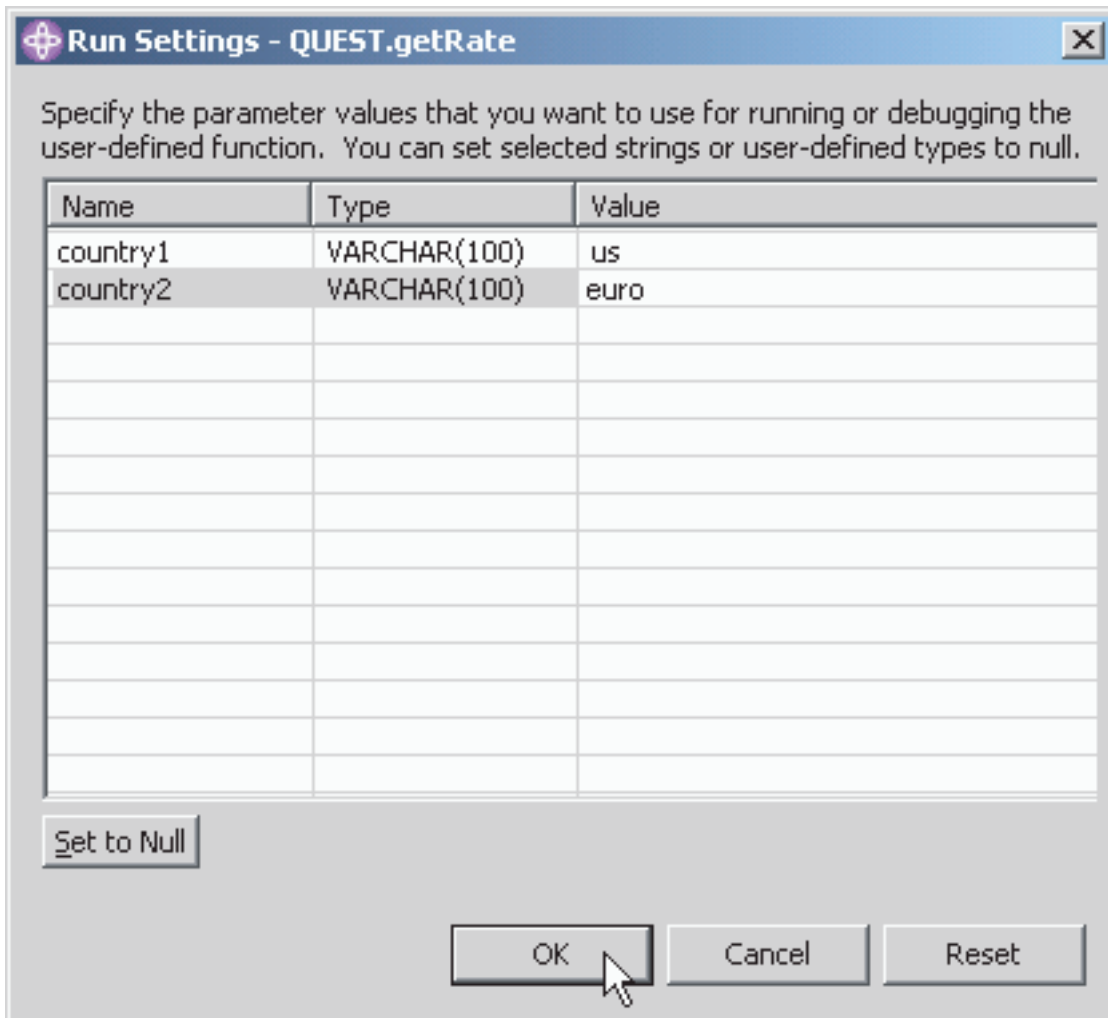 Run Settings - QUEST.getRate
Specify the parameter values that you want to use for running or debugging the
user-defined function. You can set selected strings or user-defined types to null.
Name Type Value
country1 VARCHAR(100) us
country2 VARCHAR(100) euro
Set to Null
OK Cancel Reset